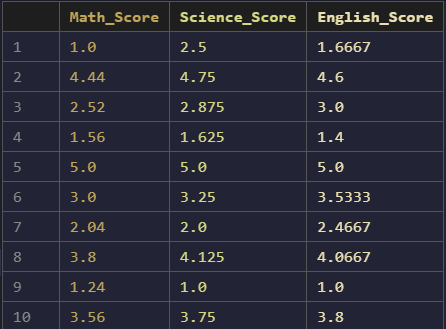 Math_Score Science_Score English_Score
1 1.0 2.5 1.6667
2 4.44 4.75 4.6
3 2.52 2.875 3.0
4 1.56 1.625 1.4
5 5.0 5.0 5.0
6 3.0 3.25 3.5333
7 2.04 2.0 2.4667
8 3.8 4.125 4.0667
9 1.24 1.0 1.0
10 3.56 3.75 3.8